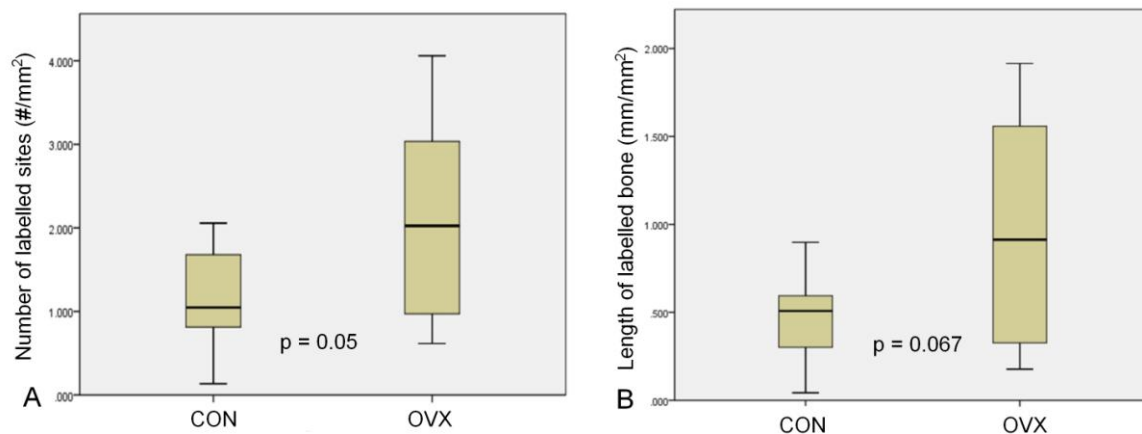 Number of labelled sites (#/mm²)
4.000
3.000
2.000
1.000
.000
p = 0.05
A
CON
OVX
Length of labelled bone (mm/mm²)
2.000
1.500
1.000
.500
.000
p = 0.067
B
CON
OVX